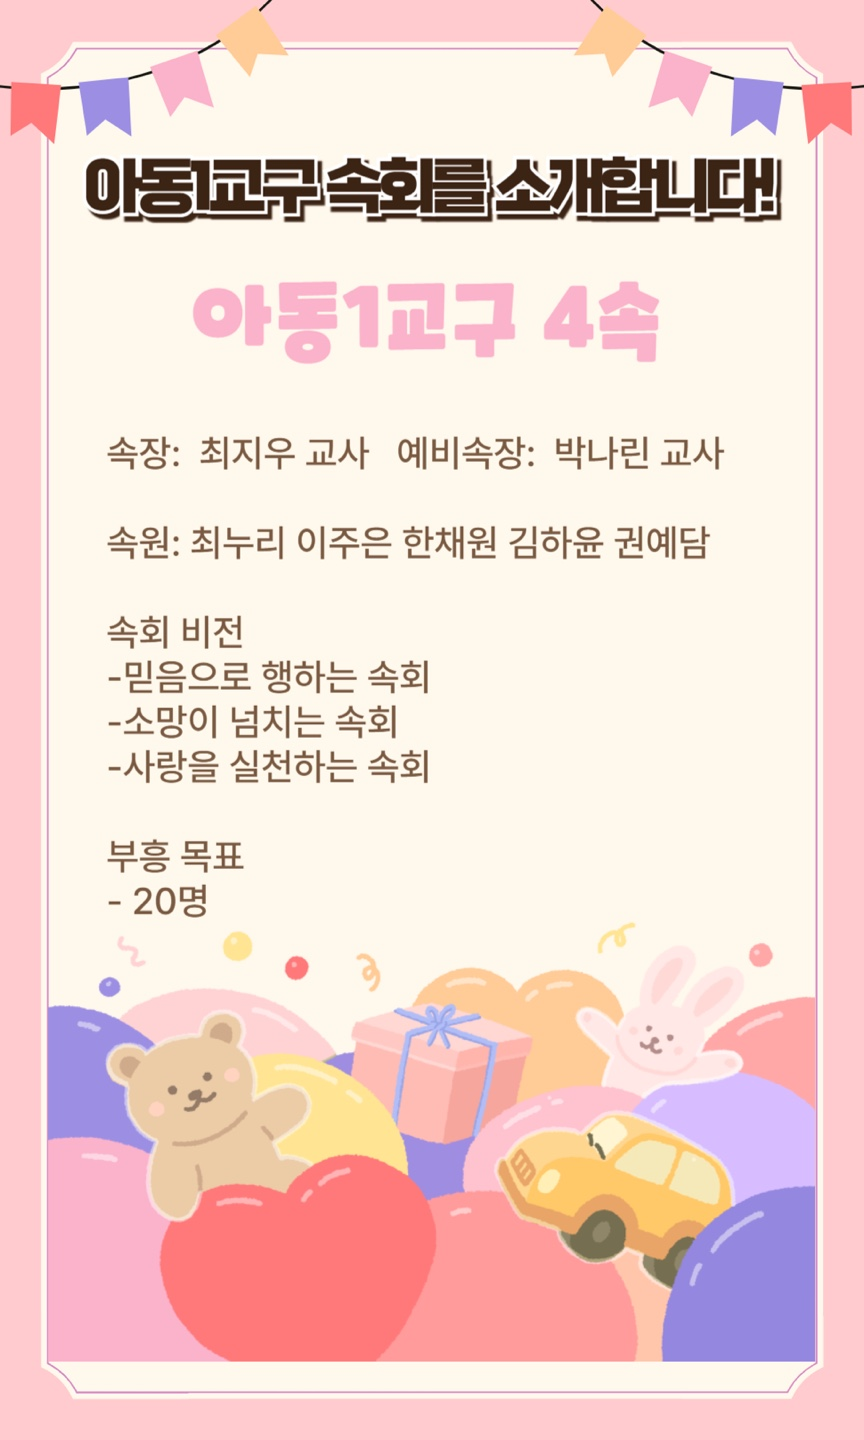 아동1교구 속회를 소개합니다!
아동1교구 4속
속장: 최지우 교사 예비속장: 박나린 교사
속원: 최누리 이주은 한채원 김하윤 권예담
속회 비전
-믿음으로 행하는 속회
-소망이 넘치는 속회
-사랑을 실천하는 속회
부흥 목표
- 20명